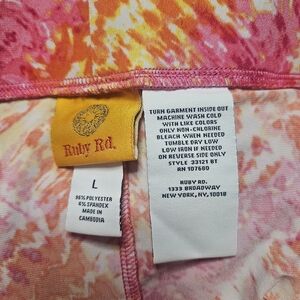 Ruby Rd.
L
96% POLYESTER
4% SPANDEX
MADE IN
CAMBODIA
TURN GARMENT INSIDE OUT
MACHINE WASH COLD
WITH LIKE COLORS
ONLY NON-CHLORINE
BLEACH WHEN NEEDED
TUMBLE DRY LOW
LOW IRON IF NEEDED
ON REVERSE SIDE ONLY
STYLE 33121 BT
RN 107660
RUBY RD.
1333 BROADWAY
NEW YORK, NY, 10018